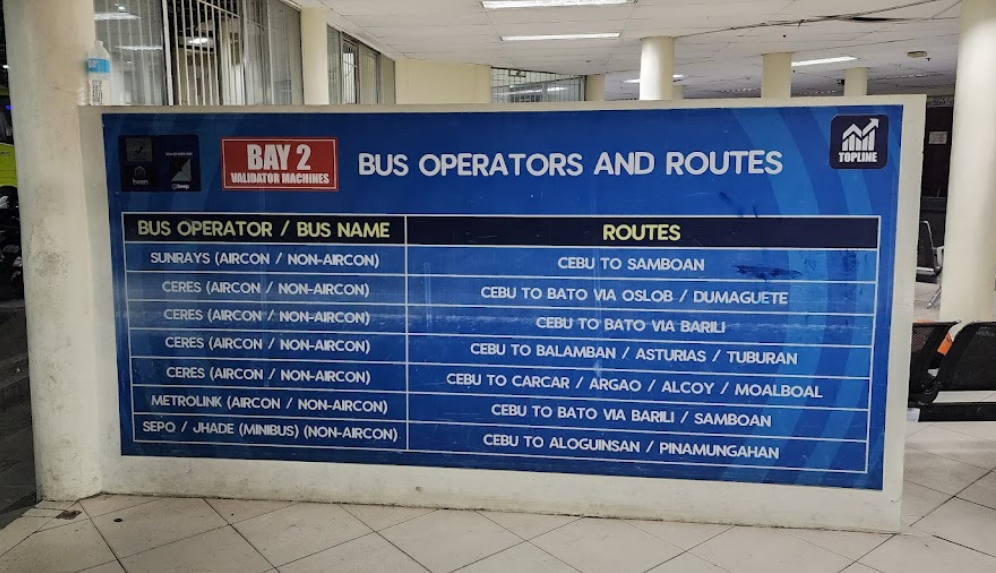 BAY 2
VALIDATOR MACHINES
BUS OPERATORS AND ROUTES
TOPLINE
beep
BUS OPERATOR / BUS NAME
ROUTES
SUNRAYS (AIRCON / NON-AIRCON)
CEBU TO SAMBOAN
CERES (AIRCON / NON-AIRCON)
CEBU TO BATO VIA OSLOB / DUMAGUETE
CERES (AIRCON / NON-AIRCON)
CEBU TO BATO VIA BARILI
CERES (AIRCON / NON-AIRCON)
CEBU TO BALAMBAN / ASTURIAS / TUBURAN
CERES (AIRCON / NON-AIRCON)
CEBU TO CARCAR / ARGAO / ALCOY / MOALBOAL
METROLINK (AIRCON / NON-AIRCON)
CEBU TO BATO VIA BARILI / SAMBOAN
SEPO / JHADE (MINIBUS) (NON-AIRCON)
CEBU TO ALOGUINSAN / PINAMUNGAHAN